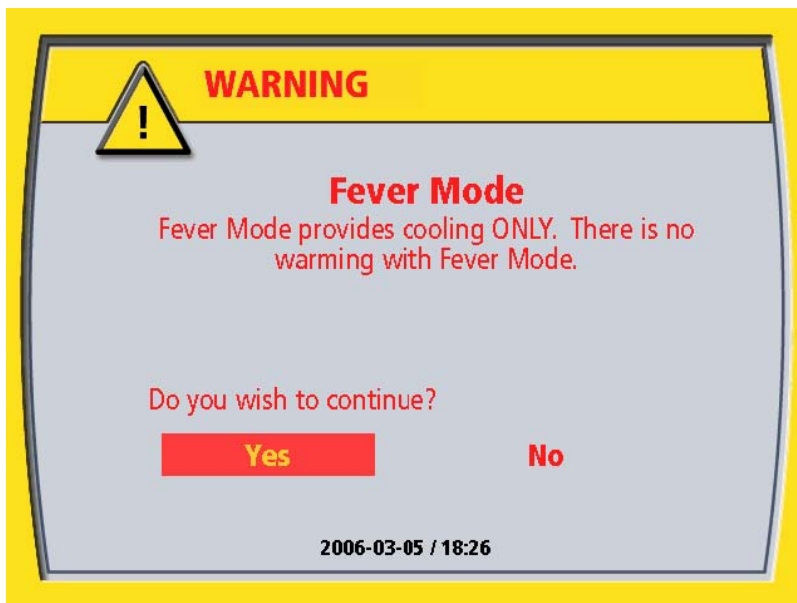 WARNING
!
Fever Mode
Fever Mode provides cooling ONLY. There is no
warming with Fever Mode.
Do you wish to continue?
Yes No
2006-03-05 / 18:26